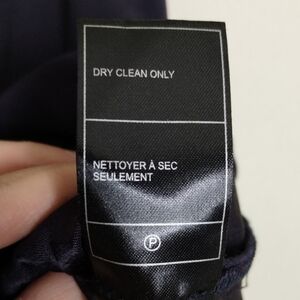 DRY CLEAN ONLY
NETTOYER À SEC
SEULEMENT
P